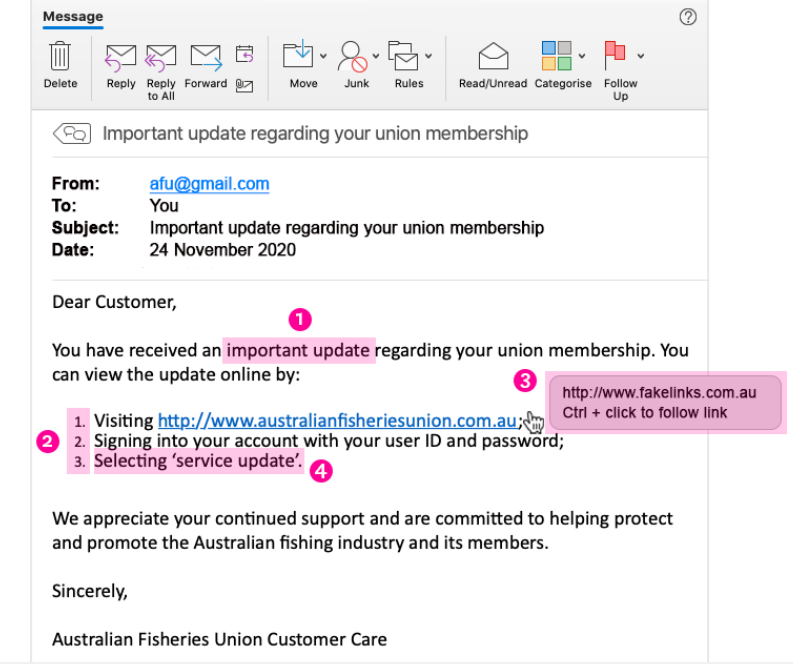 Message
Delete Reply Reply to All Forward Move Junk Rules Read/Unread Categorise Follow Up
Important update regarding your union membership
From: afu@gmail.com
To: You
Subject: Important update regarding your union membership
Date: 24 November 2020
Dear Customer,
1
You have received an important update regarding your union membership. You
can view the update online by:
3
http://www.fakelinks.com.au
Ctrl + click to follow link
1. Visiting http://www.australianfisheriesunion.com.au;
2
2. Signing into your account with your user ID and password;
3. Selecting ‘service update’.
4
We appreciate your continued support and are committed to helping protect
and promote the Australian fishing industry and its members.
Sincerely,
Australian Fisheries Union Customer Care